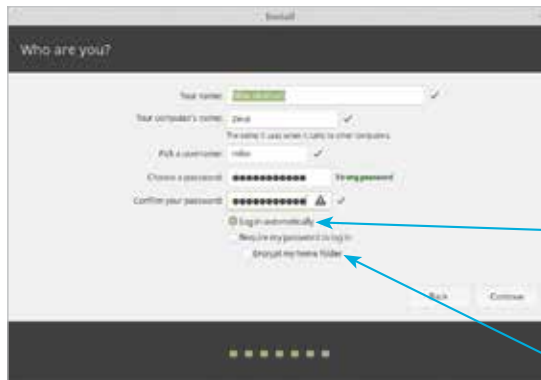 Install
Who are you?
Your name:
Your computer's name: zeus
The name it uses when it talks to other computers.
Pick a username: mike
Choose a password: ●●●●●●●●●●● Strong password
Confirm your password: ●●●●●●●●●●●
Log in automatically
Require my password to log in
Encrypt my home folder
Back Continue